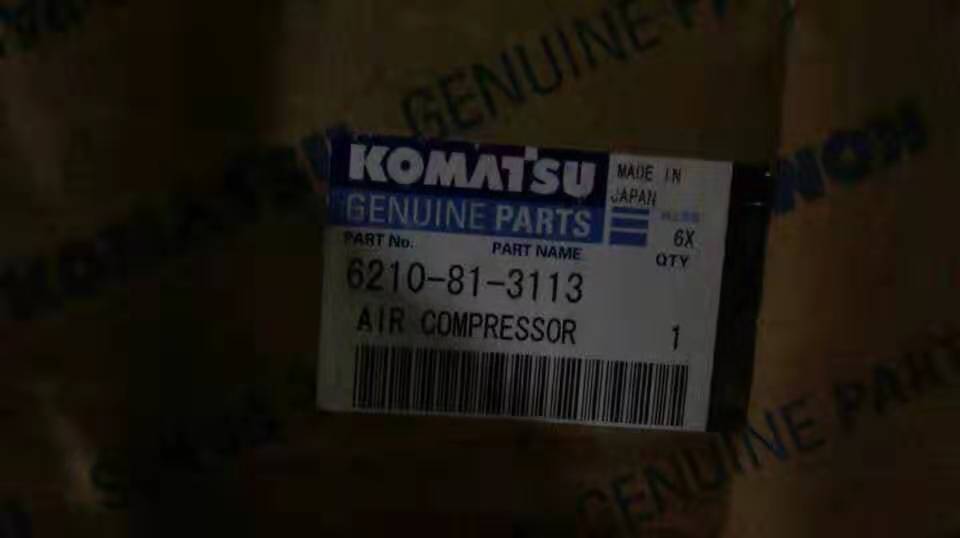 GENUINE
KOMATSU
MADE IN
JAPAN
GENUINE PARTS
6X
PART No.
PART NAME
QTY
6210-81-3113
AIR COMPRESSOR
1
GENUINE PART